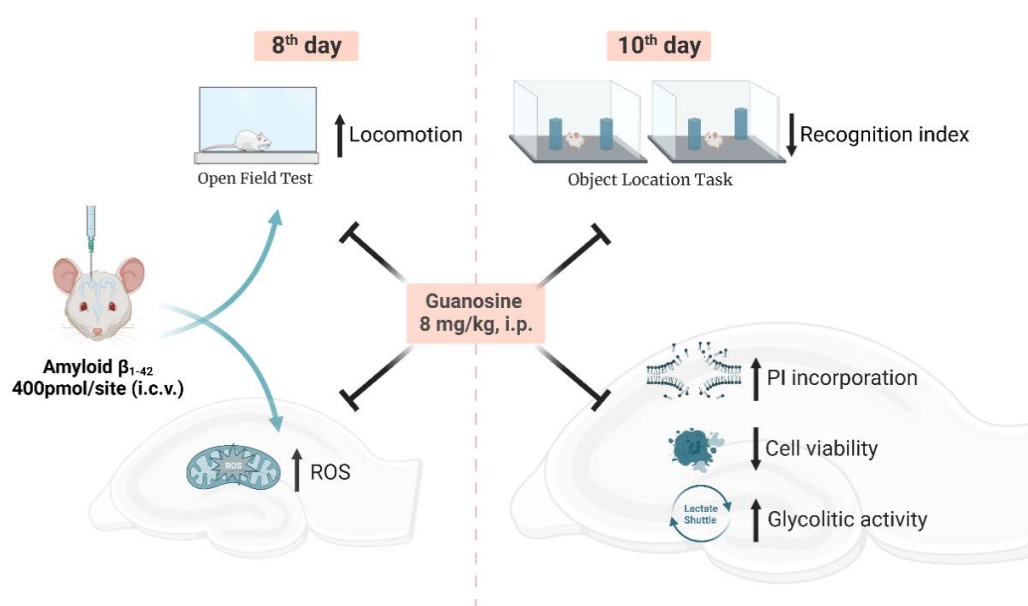 8th day
10th day
Locomotion
Open Field Test
Recognition index
Object Location Task
Amyloid β1-42
400pmol/site (i.c.v.)
Guanosine
8 mg/kg, i.p.
ROS
ROS
PI incorporation
Cell viability
Lactate
Shuttle
Glycolitic activity